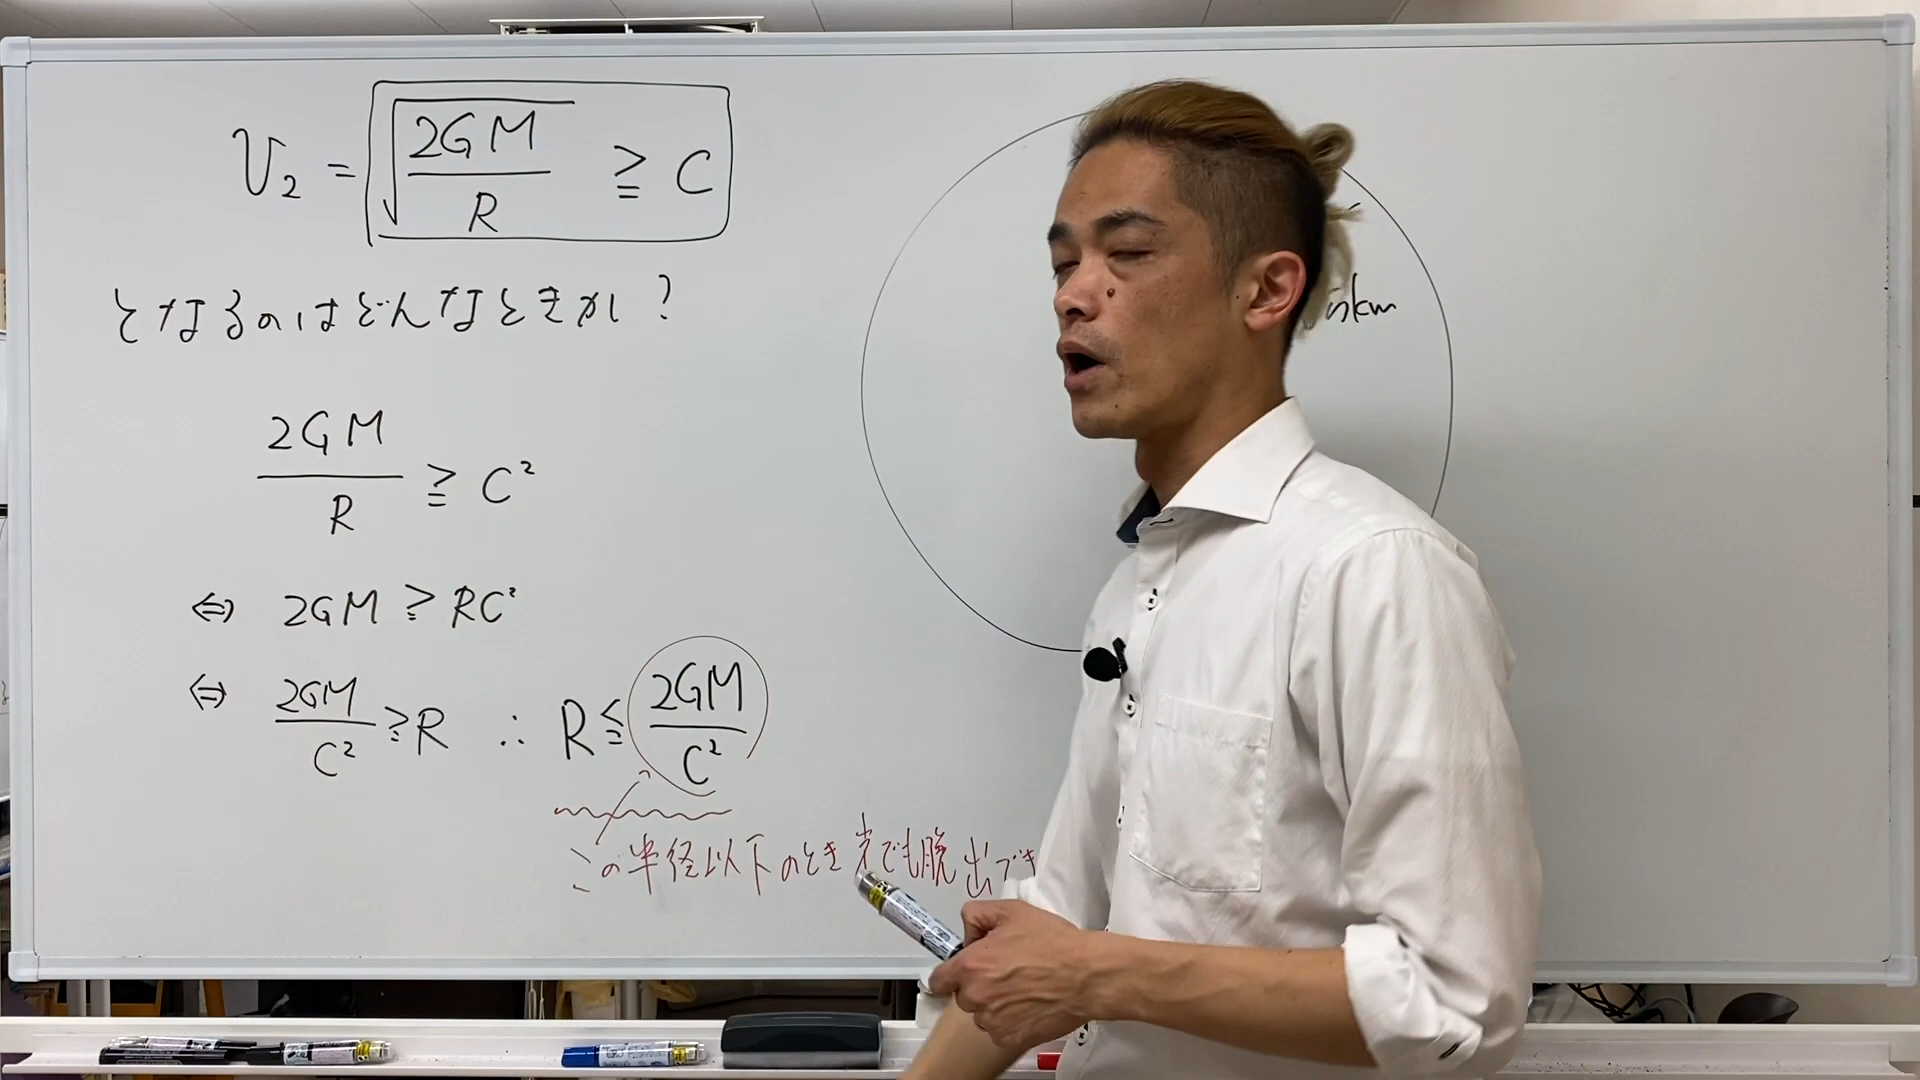 V₂ = √(2GM/R) ≧ C
となるのはどんなときか?
2GM/R ≧ C²
⇔ 2GM ≧ RC²
⇔ 2GM/C² ≧ R ∴ R ≦ 2GM/C²
この半径以下のとき光でも脱出でき
km